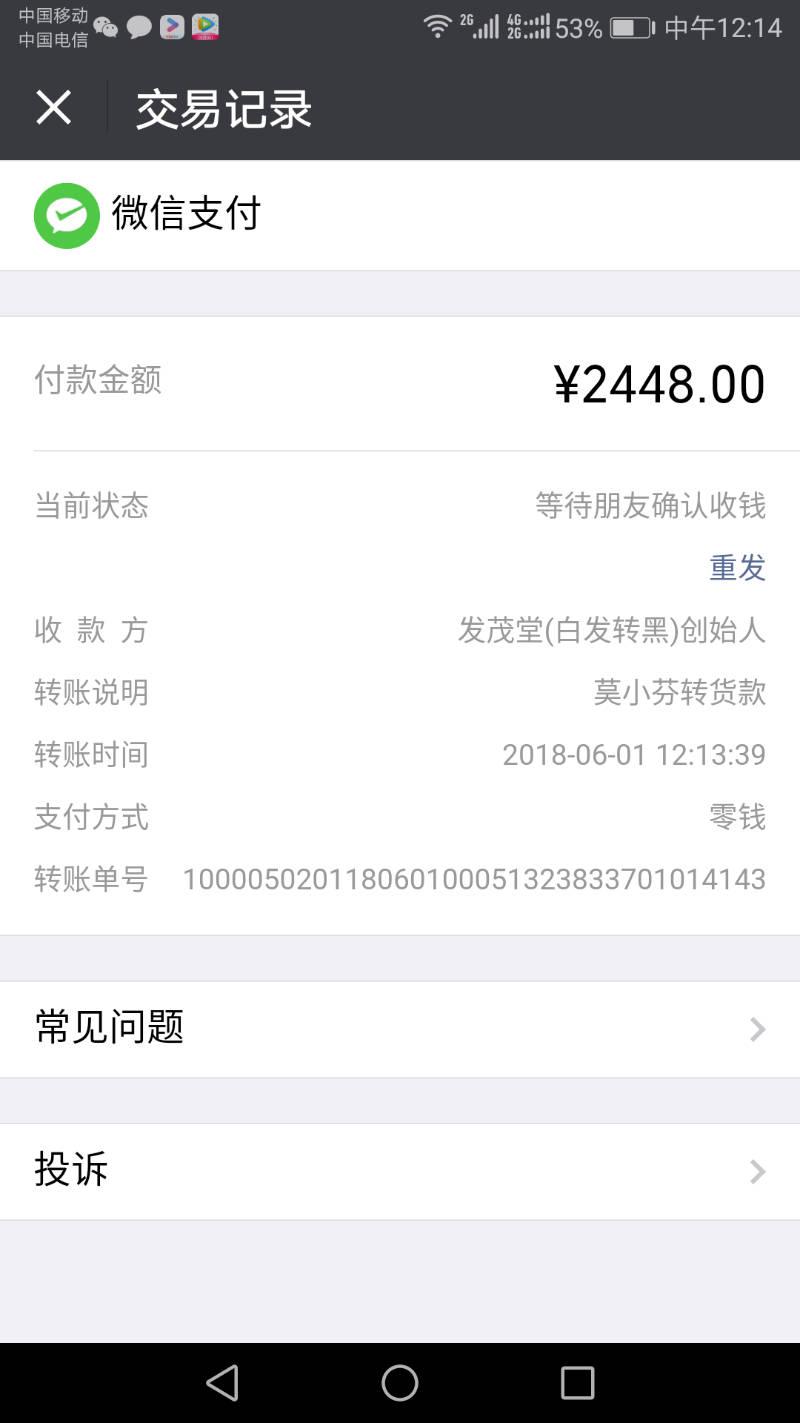 中国移动
中国电信
2G 4G 2G 53% 中午12:14
交易记录
微信支付
付款金额 ¥2448.00
当前状态 等待朋友确认收钱
重发
收款方 发茂堂(白发转黑)创始人
转账说明 莫小芬转货款
转账时间 2018-06-01 12:13:39
支付方式 零钱
转账单号 100005020118060100051323833701014143
常见问题
投诉